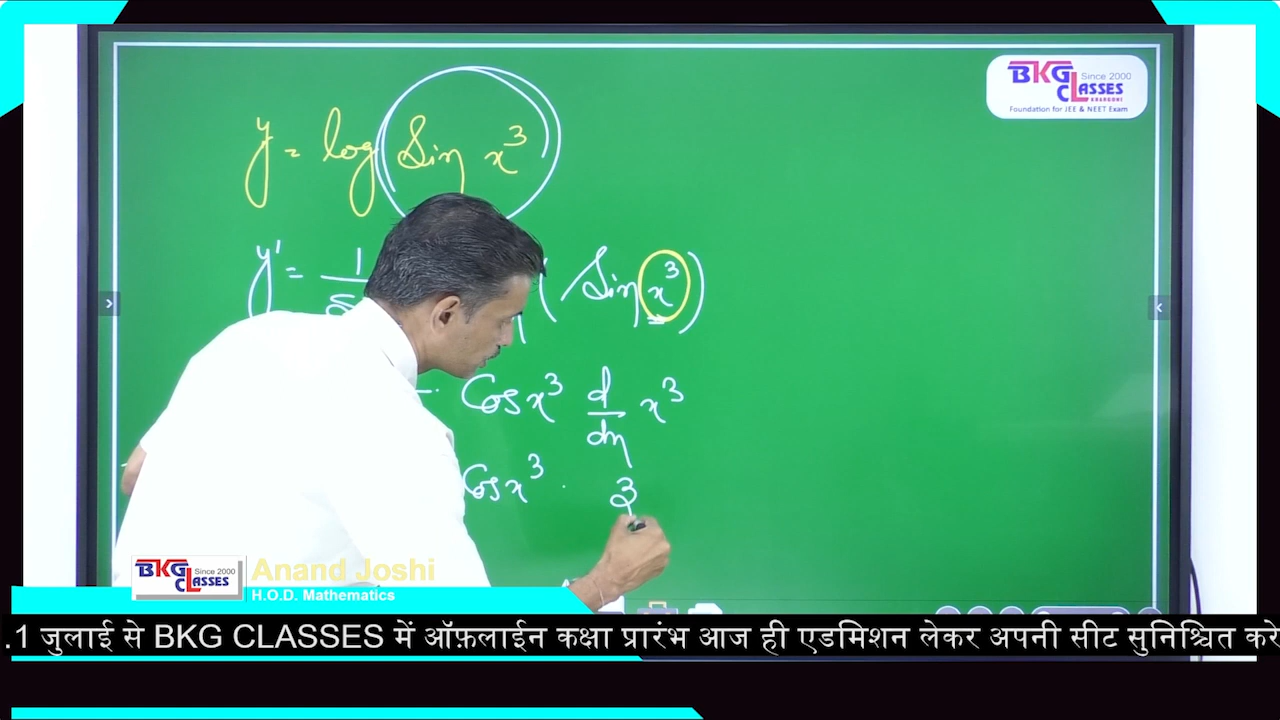 BKG CLASSES
Since 2000
KHARGONE
Foundation for JEE & NEET Exam
y = log Sin x³
y' = 1 ( Sin x³ )
Cos x³ d/dx x³
Cos x³ . 3
BKG CLASSES
Since 2000
Anand Joshi
H.O.D. Mathematics
.1 जुलाई से BKG CLASSES में ऑफ़लाईन कक्षा प्रारंभ आज ही एडमिशन लेकर अपनी सीट सुनिश्चित करे